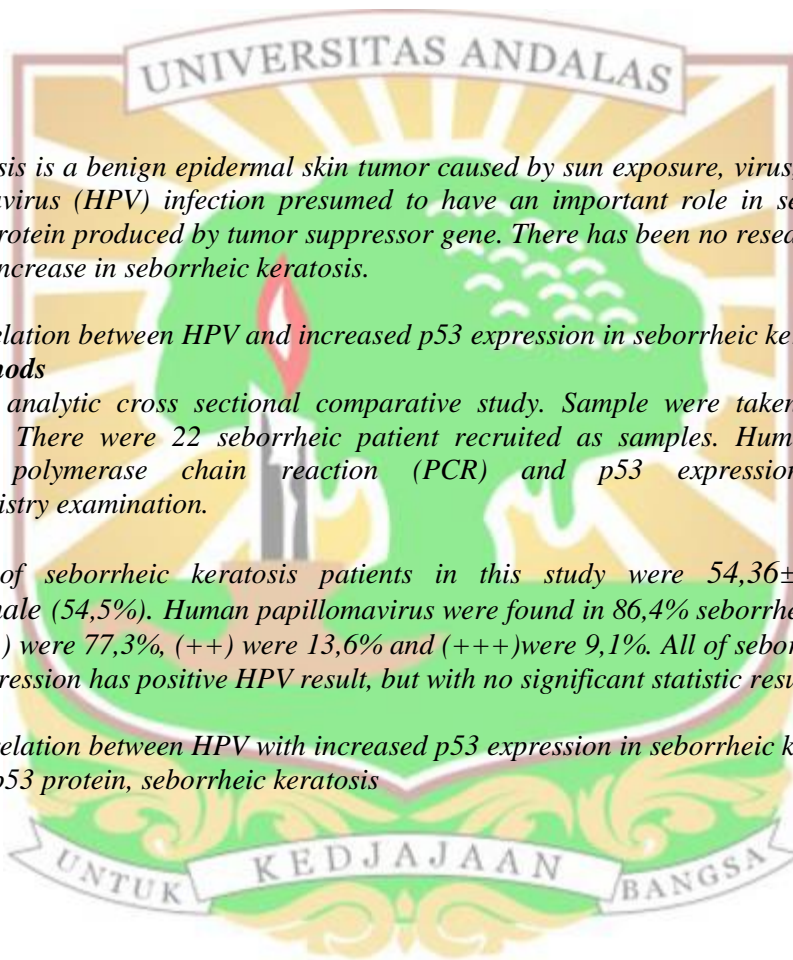 UNIVERSITAS ANDALAS
sis is a benign epidermal skin tumor caused by sun exposure, virus,
avirus (HPV) infection presumed to have an important role in se
rotein produced by tumor suppressor gene. There has been no resea
ncrease in seborrheic keratosis.
elation between HPV and increased p53 expression in seborrheic ke
ods
analytic cross sectional comparative study. Sample were taken
There were 22 seborrheic patient recruited as samples. Hum
polymerase chain reaction (PCR) and p53 expression
istry examination.
of seborrheic keratosis patients in this study were 54,36±
ale (54,5%). Human papillomavirus were found in 86,4% seborrhe
) were 77,3%, (++) were 13,6% and (+++)were 9,1%. All of sebor
ression has positive HPV result, but with no significant statistic resu
elation between HPV with increased p53 expression in seborrheic k
p53 protein, seborrheic keratosis
UNTUK KEDJAJAAN BANGSA